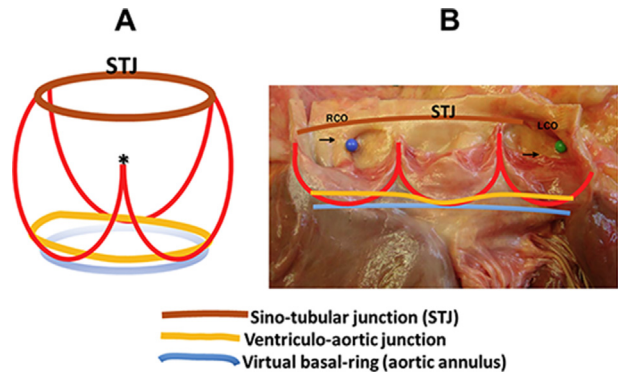 A
B
STJ
*
STJ
RCO
LCO
Sino-tubular junction (STJ)
Ventriculo-aortic junction
Virtual basal-ring (aortic annulus)